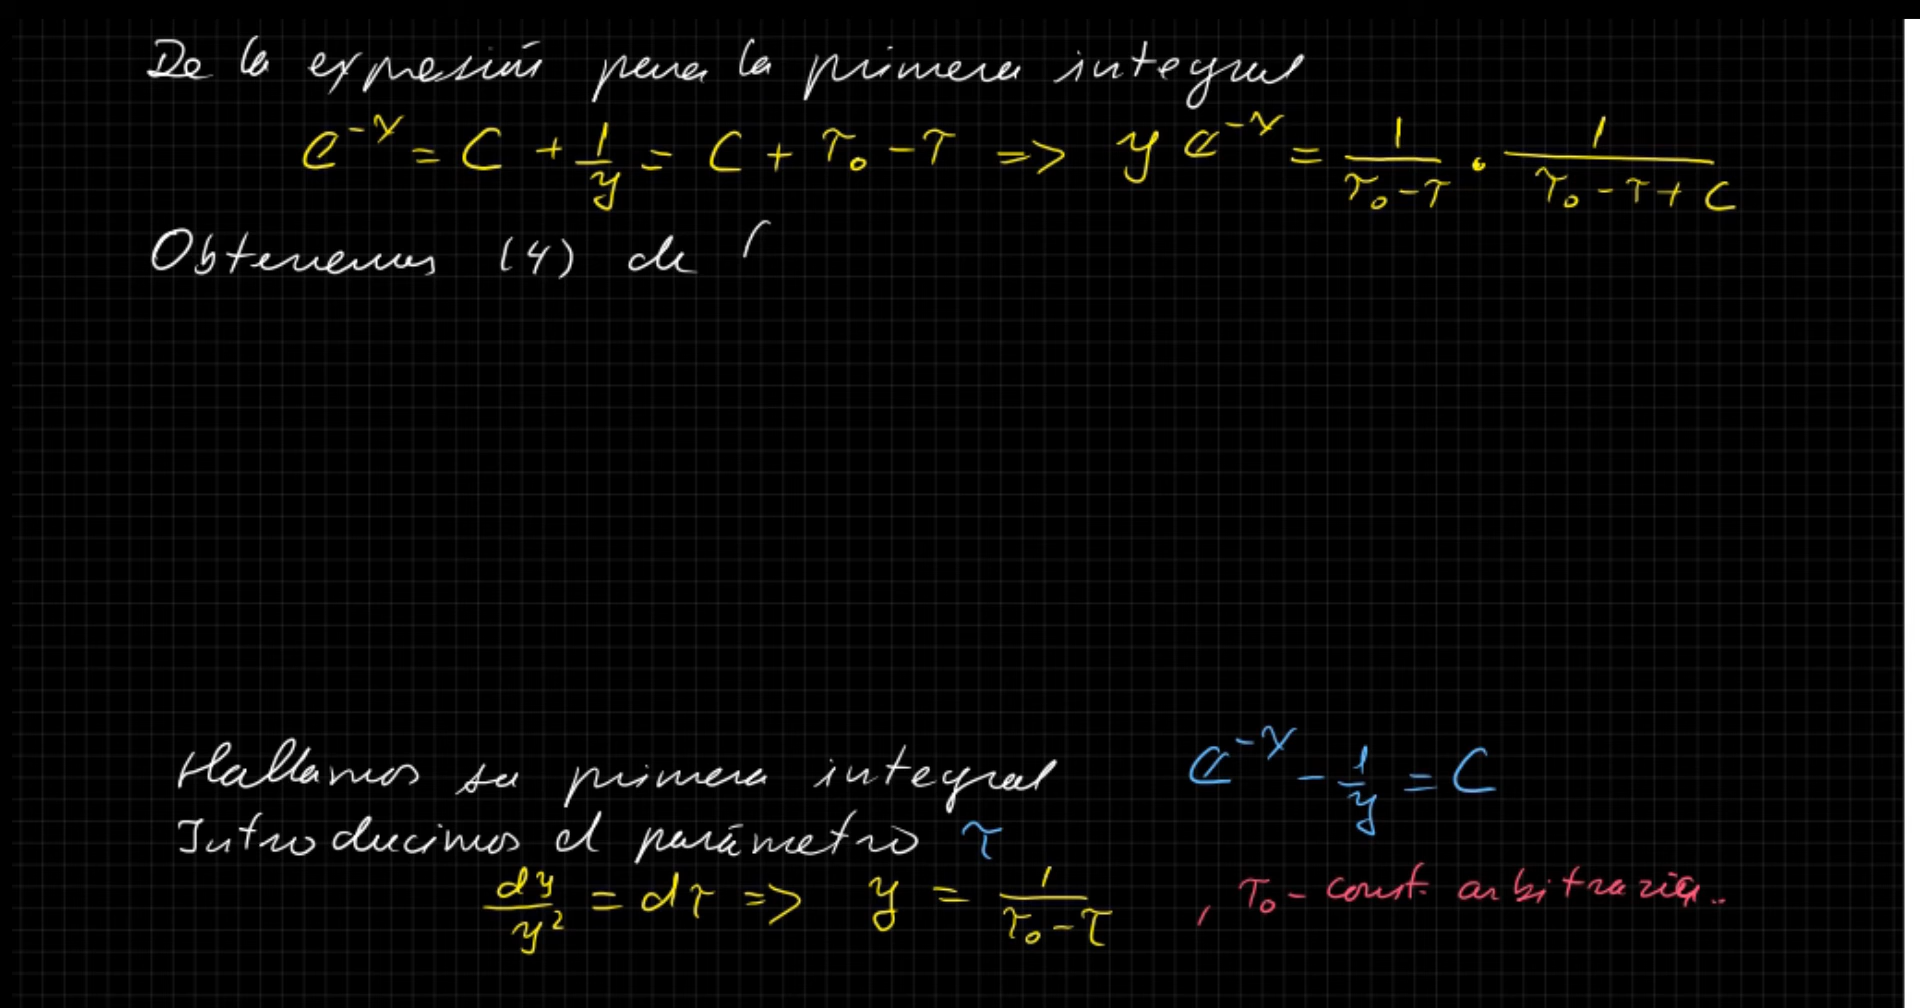 De la expresión para la primera integral
e^{-x} = C + 1/y = C + τ₀ - τ => y e^{-x} = 1/(τ₀ - τ) · 1/(τ₀ - τ + C)
Obtenemos (4) de (
Hallamos su primera integral e^{-x} - 1/y = C
Introducimos el parámetro τ
dy/y² = dτ => y = 1/(τ₀ - τ) , τ₀ - const. arbitraria..